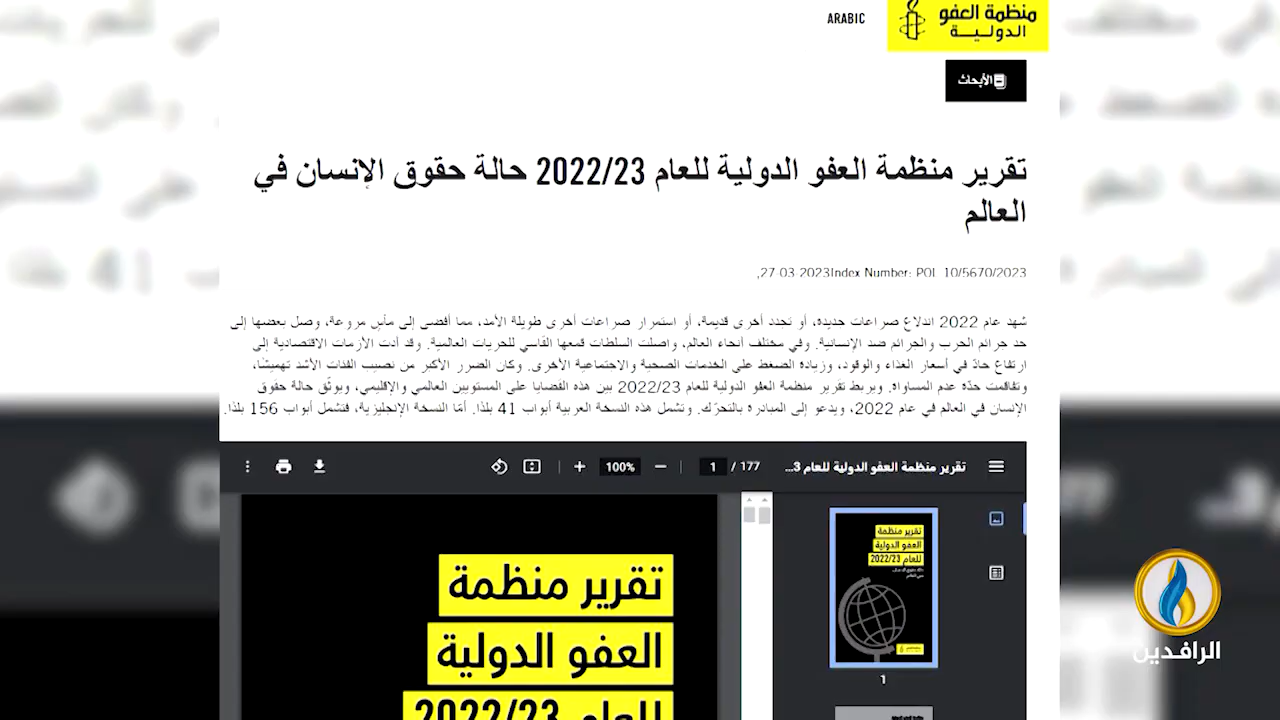 منظمة العفو
الدولية
ARABIC
الأبحاث
تقرير منظمة العفو الدولية للعام 2022/23 حالة حقوق الإنسان في
العالم
27-03-2023Index Number: POL 10/5670/2023,
شهد عام 2022 اندلاع صراعات جديدة، أو تجدد أخرى قديمة، أو استمرار صراعات أخرى طويلة الأمد، مما أفضى إلى مآسٍ مروعة، وصل بعضها إلى
حد جرائم الحرب والجرائم ضد الإنسانية. وفي مختلف أنحاء العالم، واصلت السلطات قمعها القاسي للحريات العالمية. وقد أدت الأزمات الاقتصادية إلى
ارتفاع حادّ في أسعار الغذاء والوقود، وزيادة الضغط على الخدمات الصحية والاجتماعية الأخرى. وكان الضرر الأكبر من نصيب الفئات الأشد تهميشًا،
وتفاقمت حدّة عدم المساواة. ويربط تقرير منظمة العفو الدولية للعام 2022/23 بين هذه القضايا على المستويين العالمي والإقليمي، ويوثّق حالة حقوق
الإنسان في العالم في عام 2022، ويدعو إلى المبادرة بالتحرّك. وتشمل هذه النسخة العربية أبواب 41 بلدًا. أمّا النسخة الإنجليزية، فتشمل أبواب 156 بلدًا.
تقرير منظمة العفو الدولية للعام 3...
1 / 177
100%
تقرير منظمة
العفو الدولية
للعام 2022/23
تقرير منظمة
العفو الدولية
للعام 2022/23
1
الرافدين